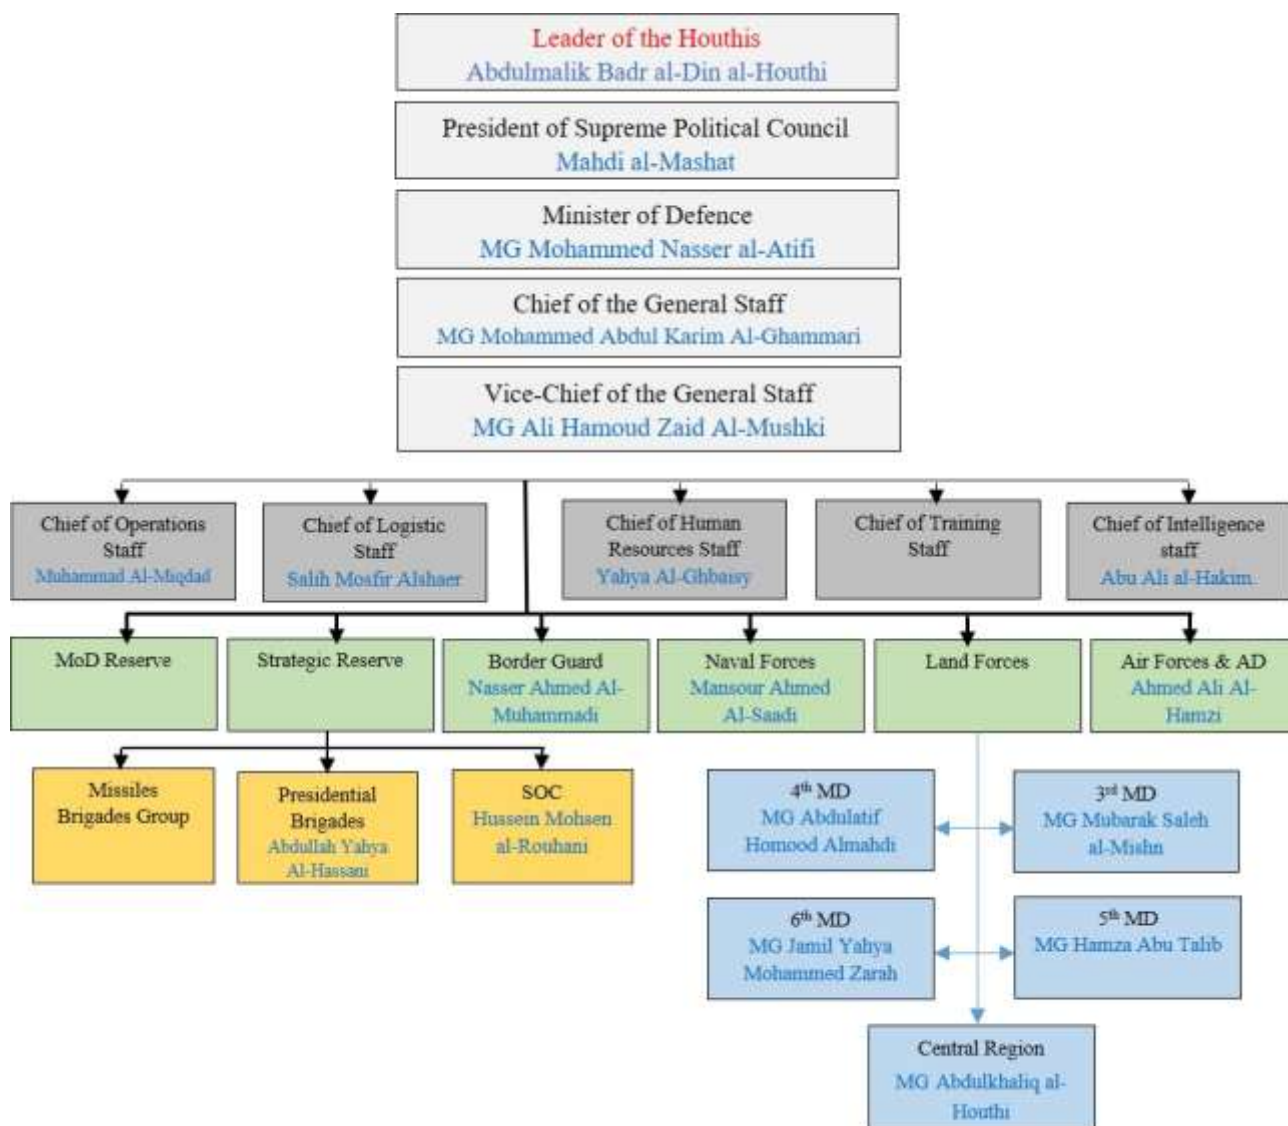 Leader of the Houthis
Abdulmalik Badr al-Din al-Houthi
President of Supreme Political Council
Mahdi al-Mashat
Minister of Defence
MG Mohammed Nasser al-Atifi
Chief of the General Staff
MG Mohammed Abdul Karim Al-Ghammari
Vice-Chief of the General Staff
MG Ali Hamoud Zaid Al-Mushki
Chief of Operations
Staff
Muhammad Al-Miqdad
Chief of Logistic
Staff
Salih Mosfir Alshaer
Chief of Human
Resources Staff
Yahya Al-Ghbaisy
Chief of Training
Staff
Chief of Intelligence
staff
Abu Ali al-Hakim.
MoD Reserve
Strategic Reserve
Border Guard
Nasser Ahmed Al-
Muhammadi
Naval Forces
Mansour Ahmed
Al-Saadi
Land Forces
Air Forces & AD
Ahmed Ali Al-
Hamzi
Missiles
Brigades Group
Presidential
Brigades
Abdullah Yahya
Al-Hassani
SOC
Hussein Mohsen
al-Rouhani
4th MD
MG Abdulatif
Homood Almahdi
3rd MD
MG Mubarak Saleh
al-Mishn
6th MD
MG Jamil Yahya
Mohammed Zarah
5th MD
MG Hamza Abu Talib
Central Region
MG Abdulkhaliq al-
Houthi